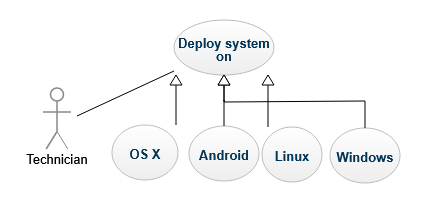 Deploy system
on
Technician
OS X
Android
Linux
Windows